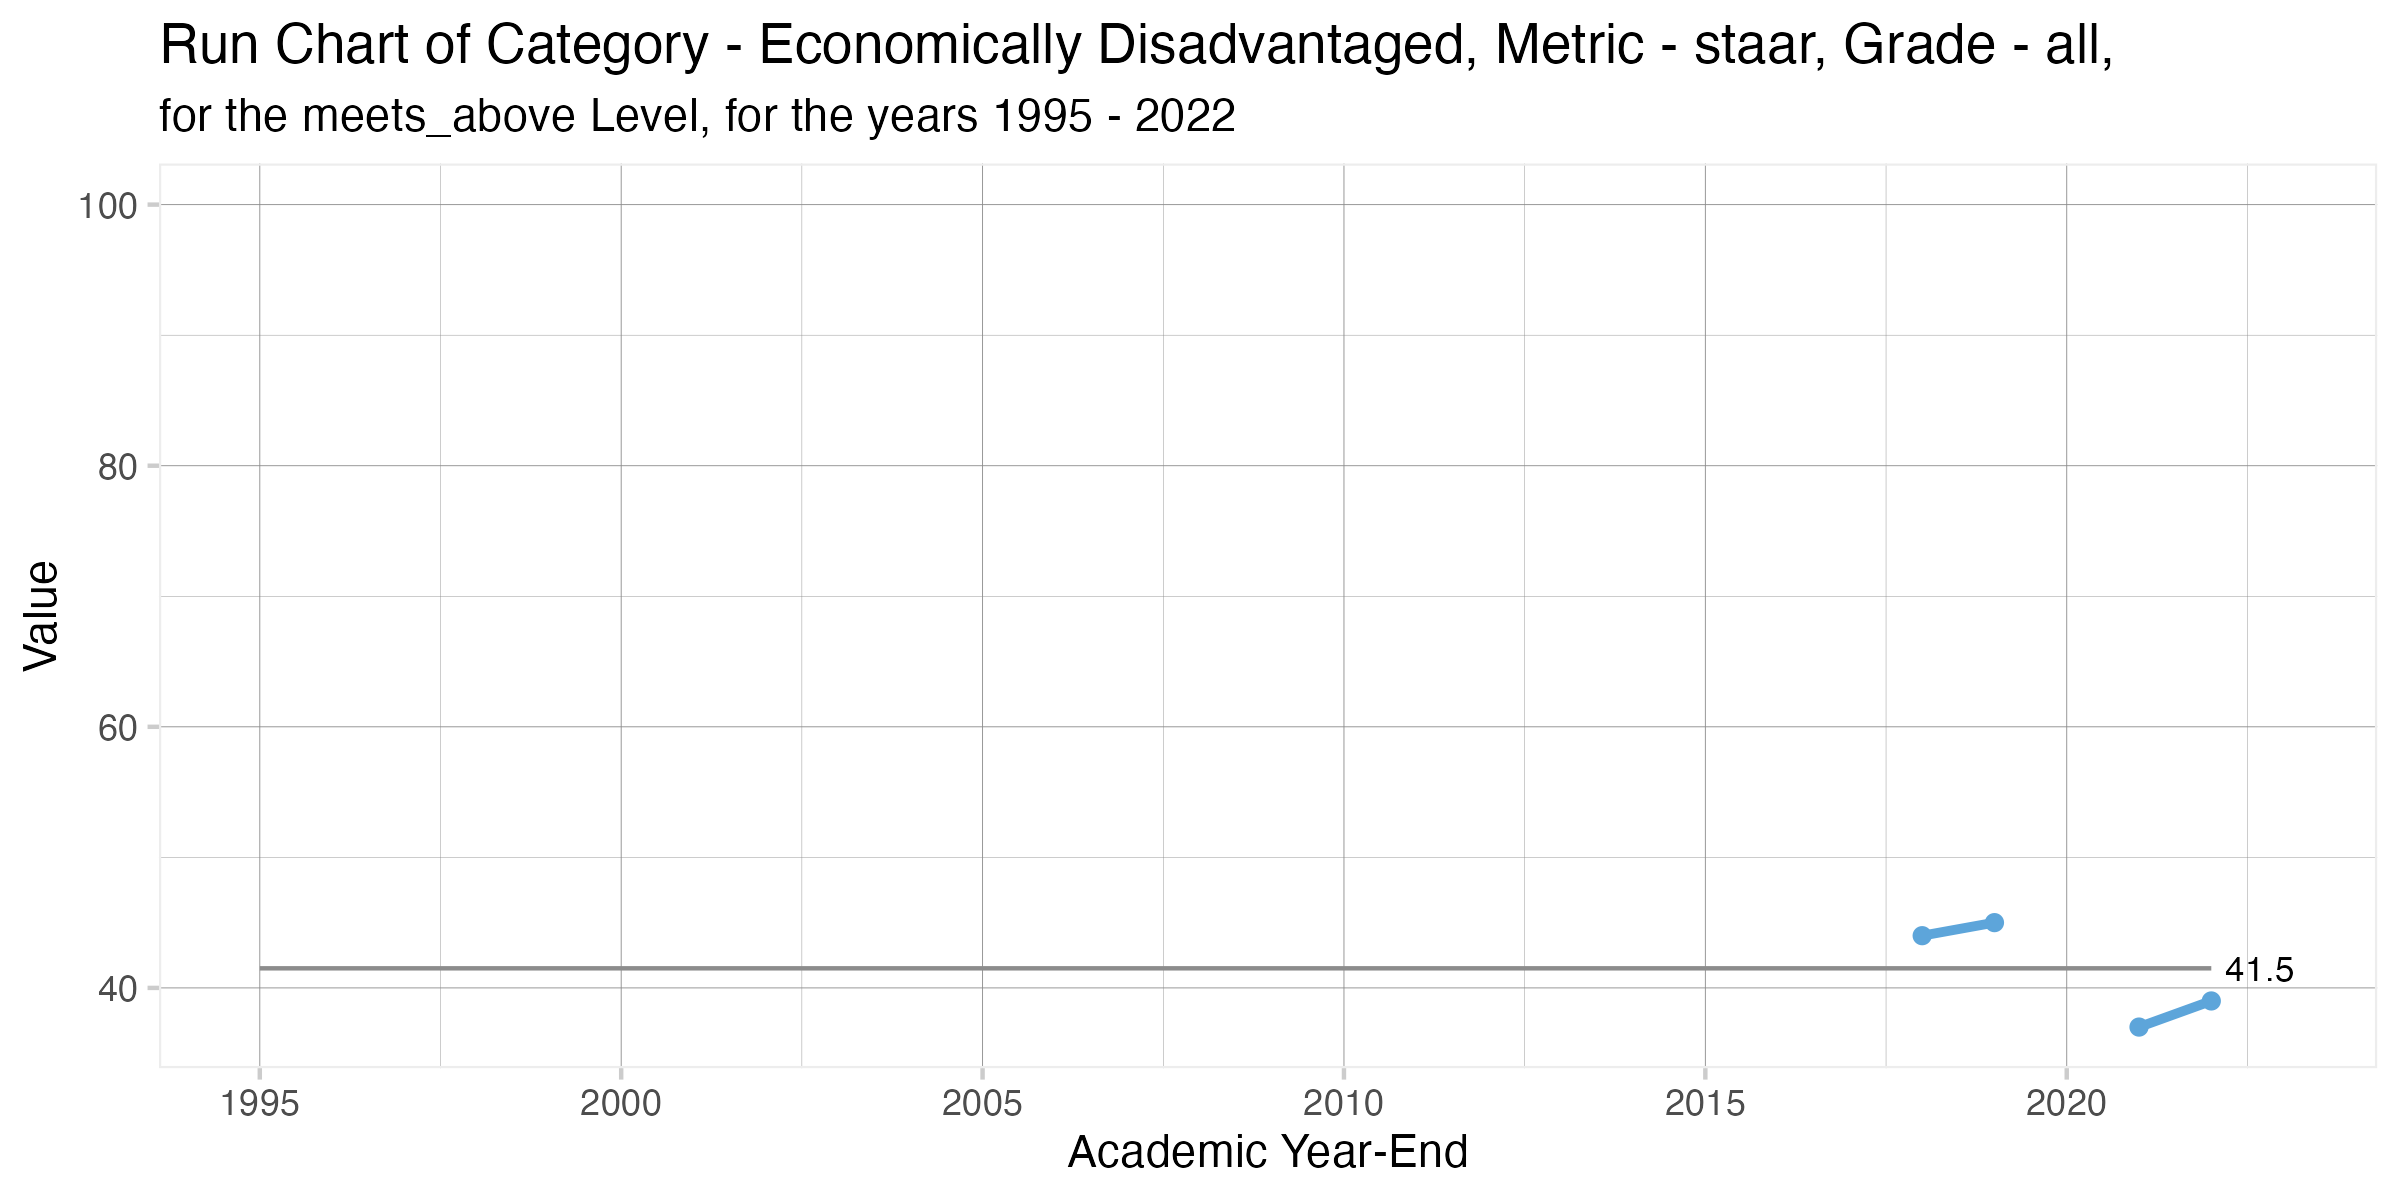 Run Chart of Category - Economically Disadvantaged, Metric - staar, Grade - all,
for the meets_above Level, for the years 1995 - 2022
100
80
60
40
Value
41.5
1995 2000 2005 2010 2015 2020
Academic Year-End